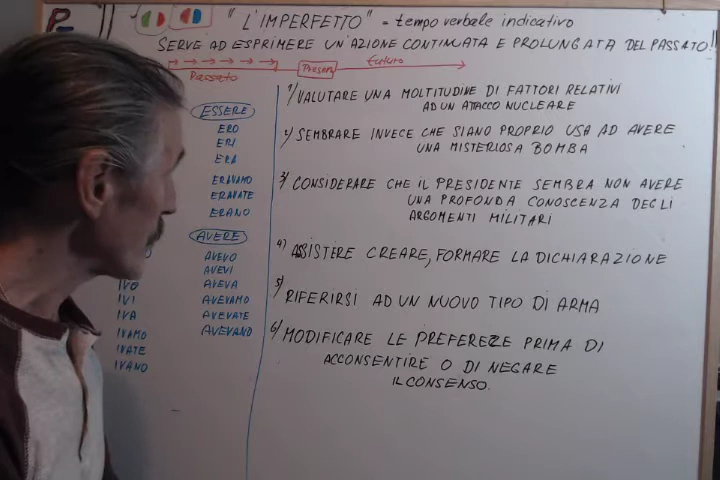 "L'IMPERFETTO" = tempo verbale indicativo
SERVE AD ESPRIMERE UN'AZIONE CONTINUATA E PROLUNGATA DEL PASSATO!!
Passato
Presen
futuro
ESSERE
ERO
ERI
ERA
ERAVAMO
ERAVATE
ERANO
AVERE
AVEVO
AVEVI
AVEVA
AVEVAMO
AVEVATE
AVEVANO
IVO
IVI
IVA
IVAMO
IVATE
IVANO
1) VALUTARE UNA MOLTITUDINE DI FATTORI RELATIVI
AD UN ATTACCO NUCLEARE
2) SEMBRARE INVECE CHE SIANO PROPRIO USA AD AVERE
UNA MISTERIOSA BOMBA
3) CONSIDERARE CHE IL PRESIDENTE SEMBRA NON AVERE
UNA PROFONDA CONOSCENZA DEGLI
ARGOMENTI MILITARI
4) ASSISTERE CREARE, FORMARE LA DICHIARAZIONE
5) RIFERIRSI AD UN NUOVO TIPO DI ARMA
6) MODIFICARE LE PREFEREZE PRIMA DI
ACCONSENTIRE O DI NEGARE
IL CONSENSO.